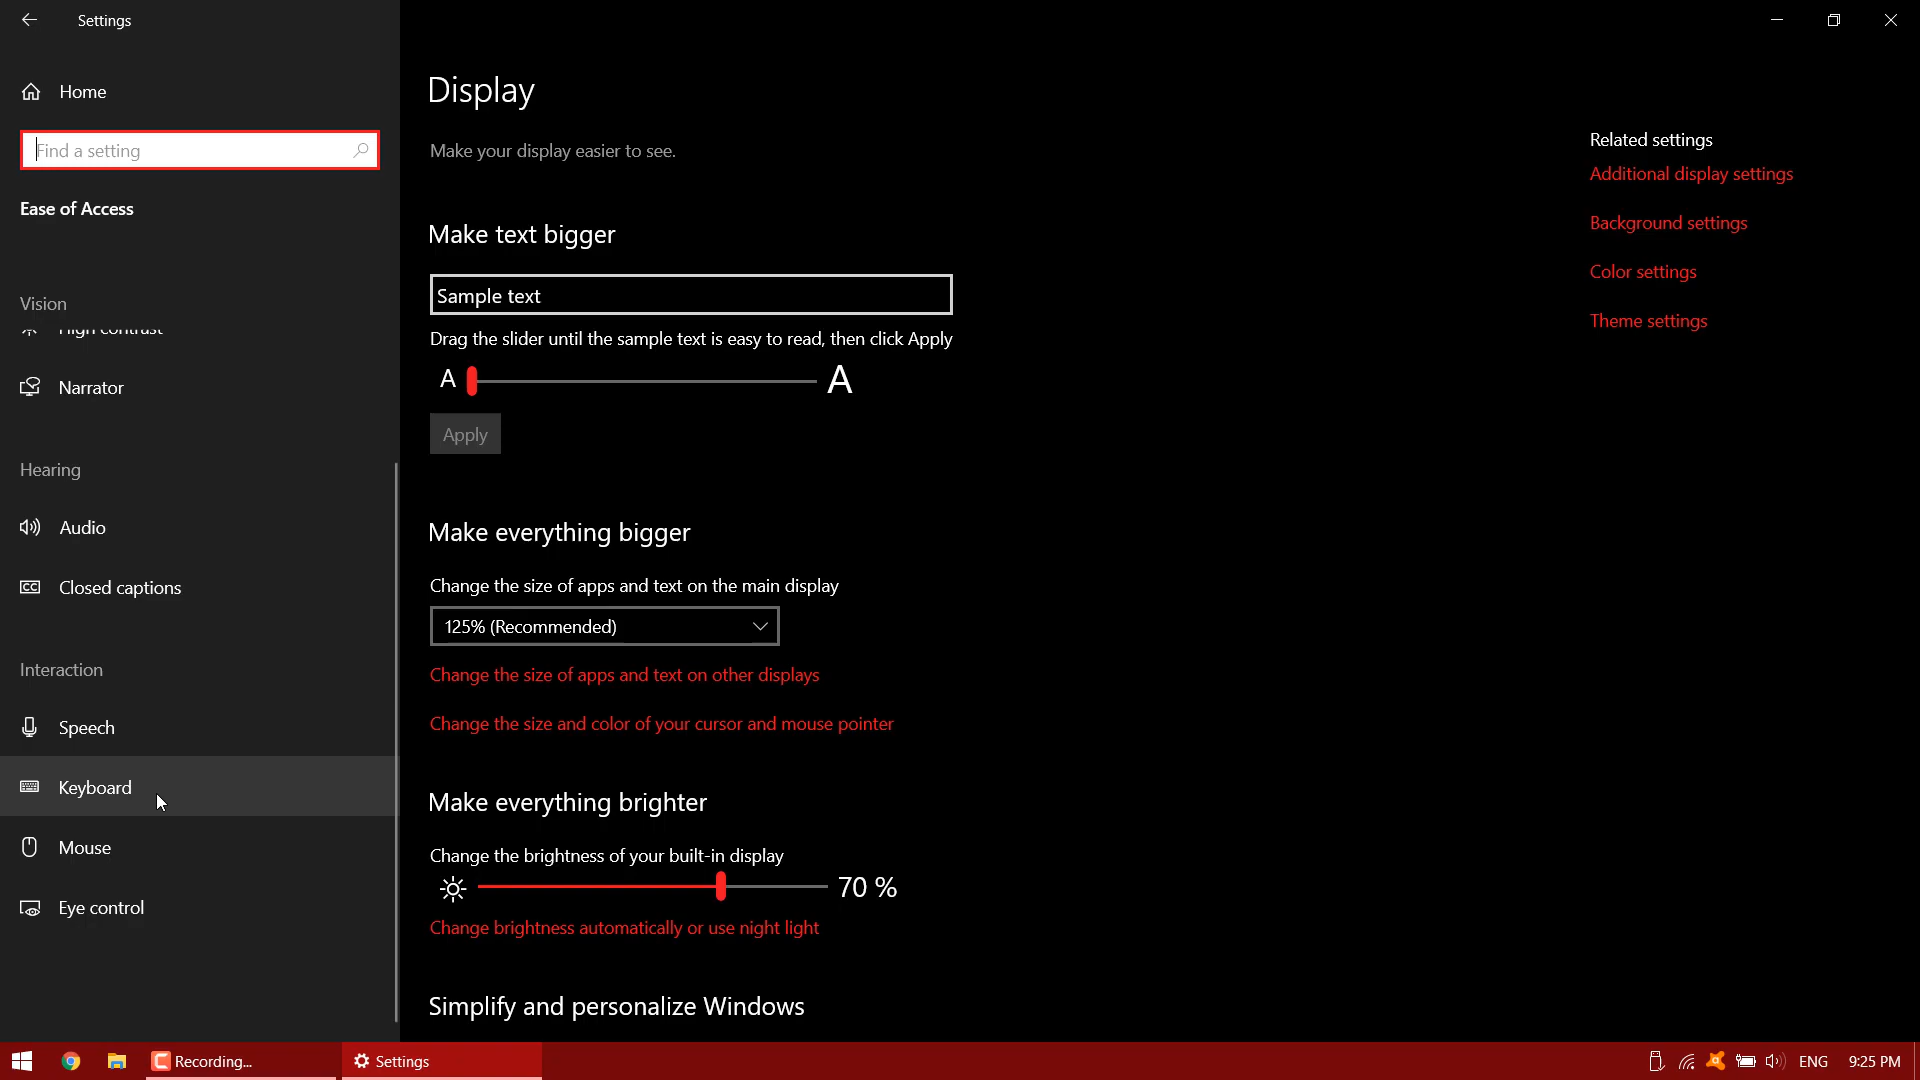 Settings
Home
Find a setting
Ease of Access
Vision
High contrast
Narrator
Hearing
Audio
CC Closed captions
Interaction
Speech
Keyboard
Mouse
Eye control
Display
Make your display easier to see.
Make text bigger
Sample text
Drag the slider until the sample text is easy to read, then click Apply
A A
Apply
Make everything bigger
Change the size of apps and text on the main display
125% (Recommended)
Change the size of apps and text on other displays
Change the size and color of your cursor and mouse pointer
Make everything brighter
Change the brightness of your built-in display
70 %
Change brightness automatically or use night light
Simplify and personalize Windows
Related settings
Additional display settings
Background settings
Color settings
Theme settings
Recording... Settings ENG 9:25 PM